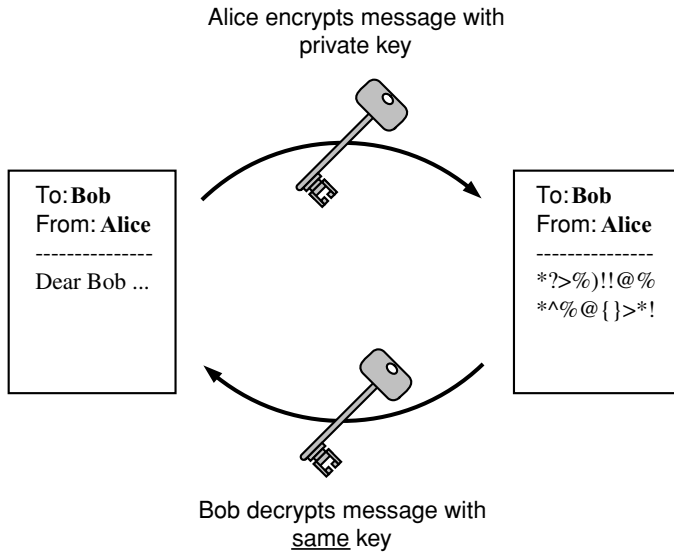 Alice encrypts message with
private key
To: Bob
From: Alice
---------------
Dear Bob ...
To: Bob
From: Alice
---------------
*?>%)!!@%
*^%@{}>*!
Bob decrypts message with
same key